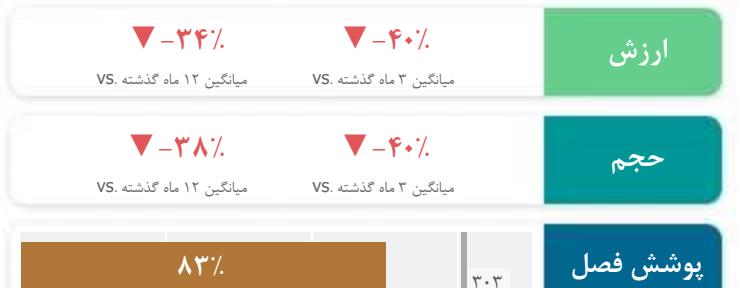 ارزش
▼ -۴۰٪ ▼ -۳۴٪
میانگین ۳ ماه گذشته .VS میانگین ۱۲ ماه گذشته .VS
حجم
▼ -۴۰٪ ▼ -۳۸٪
میانگین ۳ ماه گذشته .VS میانگین ۱۲ ماه گذشته .VS
پوشش فصل
۸۳٪
۳۰۳